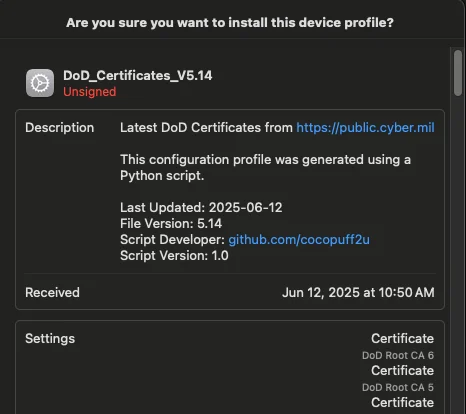 Are you sure you want to install this device profile?
DoD_Certificates_V5.14
Unsigned
Description
Latest DoD Certificates from https://public.cyber.mil
This configuration profile was generated using a
Python script.
Last Updated: 2025-06-12
File Version: 5.14
Script Developer: github.com/cocopuff2u
Script Version: 1.0
Received
Jun 12, 2025 at 10:50 AM
Settings
Certificate
DoD Root CA 6
Certificate
DoD Root CA 5
Certificate